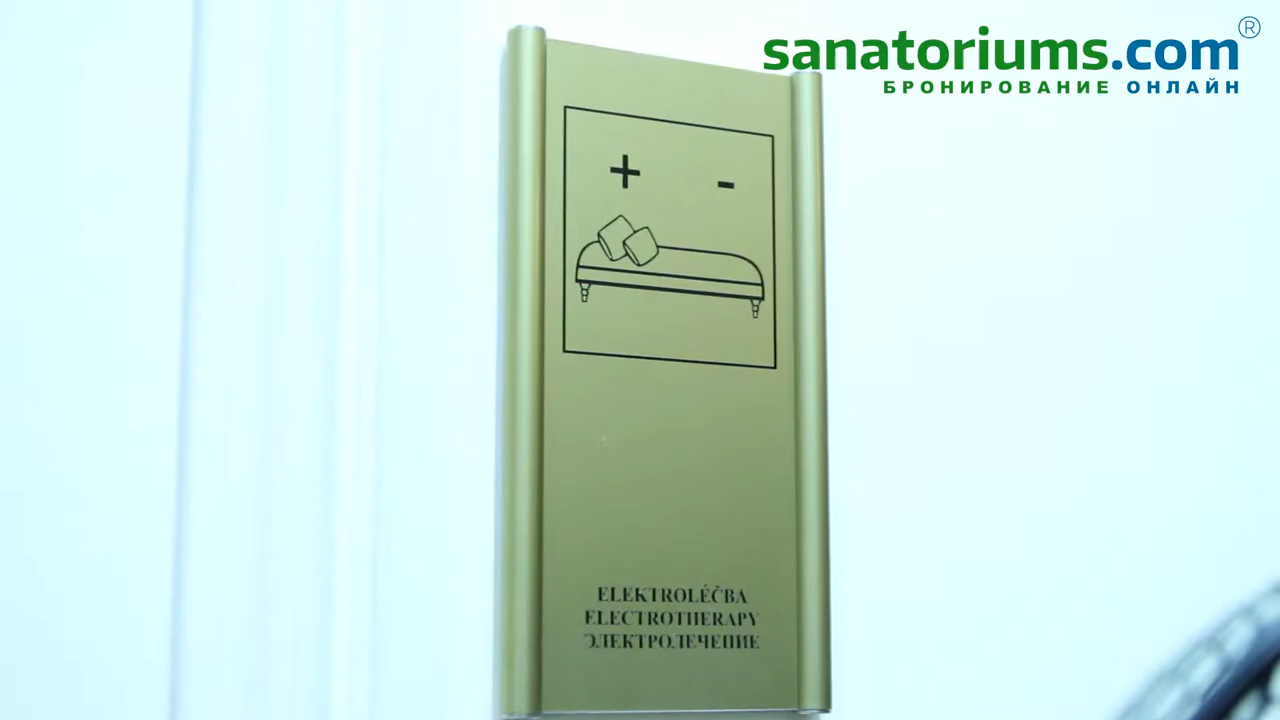 sanatoriums.com®
БРОНИРОВАНИЕ ОНЛАЙН
+ -
ELEKTROLÉČBA
ELECTROTHERAPY
ЭЛЕКТРОЛЕЧЕНИЕ